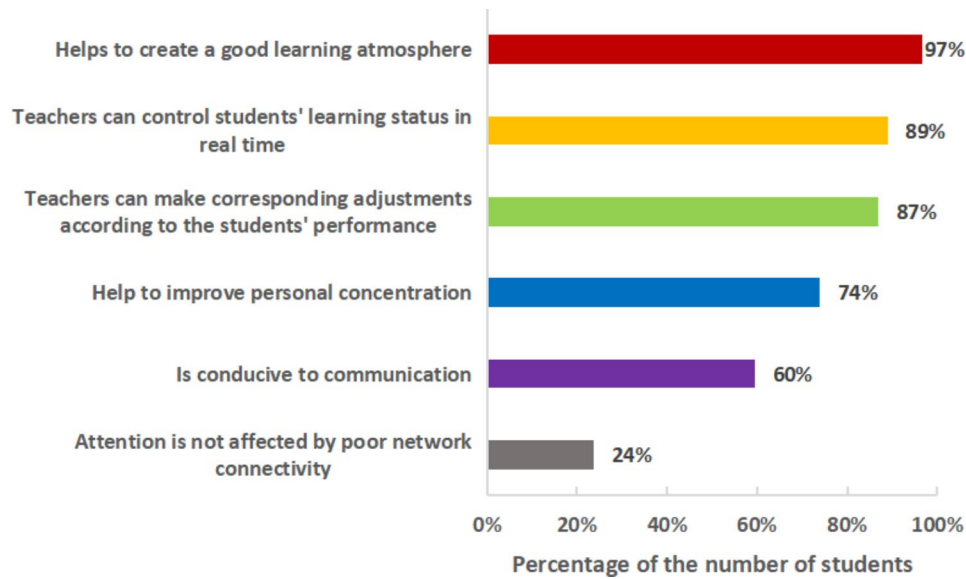 Helps to create a good learning atmosphere
97%
Teachers can control students' learning status in
real time
89%
Teachers can make corresponding adjustments
according to the students' performance
87%
Help to improve personal concentration
74%
Is conducive to communication
60%
Attention is not affected by poor network
connectivity
24%
0% 20% 40% 60% 80% 100%
Percentage of the number of students